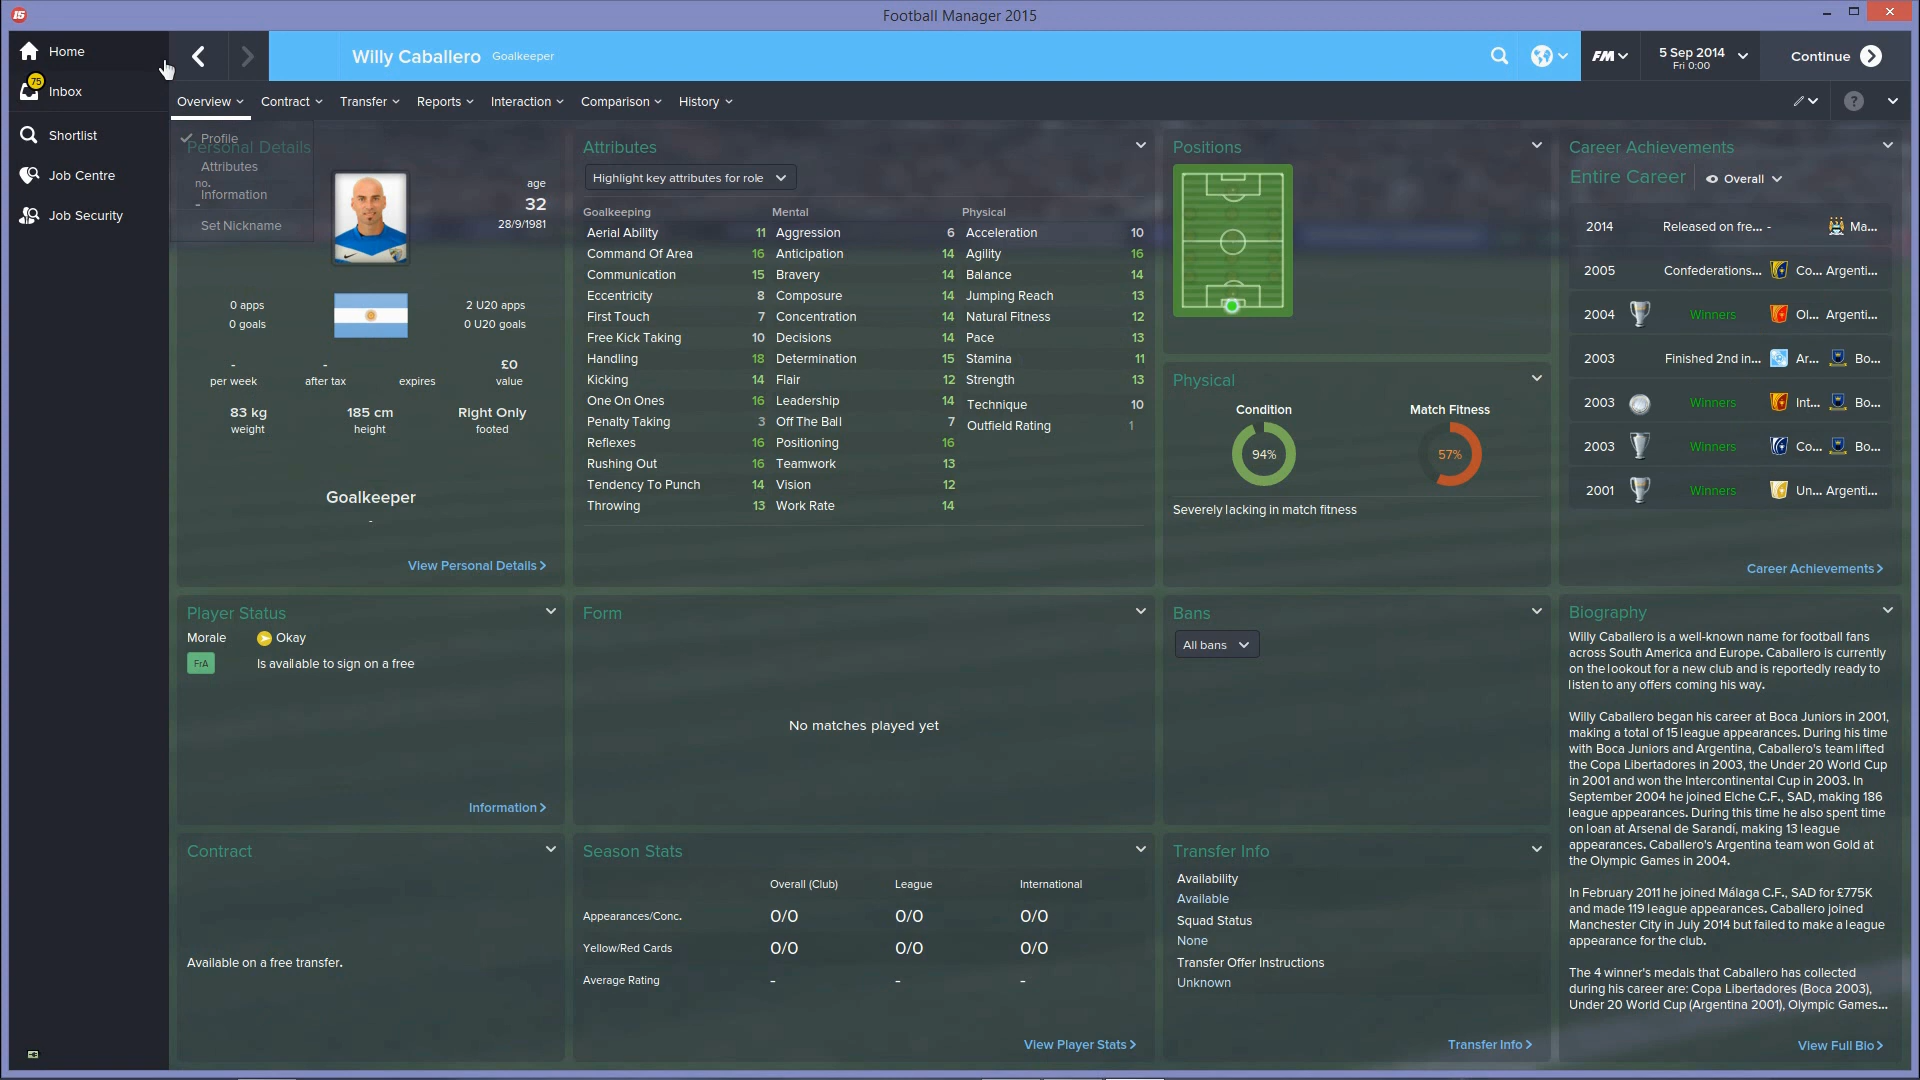 15 Football Manager 2015
Home
75
Inbox
Shortlist
Job Centre
Job Security
Willy Caballero Goalkeeper
FM
5 Sep 2014
Fri 0:00
Continue
Overview Contract Transfer Reports Interaction Comparison History
?
Profile
Attributes
Information
Set Nickname
Personal Details
no.
-
age
32
28/9/1981
0 apps
0 goals
2 U20 apps
0 U20 goals
- - £0
per week after tax expires value
83 kg 185 cm Right Only
weight height footed
Goalkeeper
-
View Personal Details >
Attributes
Highlight key attributes for role
Goalkeeping Mental Physical
Aerial Ability 11 Aggression 6 Acceleration 10
Command Of Area 16 Anticipation 14 Agility 16
Communication 15 Bravery 14 Balance 14
Eccentricity 8 Composure 14 Jumping Reach 13
First Touch 7 Concentration 14 Natural Fitness 12
Free Kick Taking 10 Decisions 14 Pace 13
Handling 18 Determination 15 Stamina 11
Kicking 14 Flair 12 Strength 13
One On Ones 16 Leadership 14 Technique 10
Penalty Taking 3 Off The Ball 7 Outfield Rating 1
Reflexes 16 Positioning 16
Rushing Out 16 Teamwork 13
Tendency To Punch 14 Vision 12
Throwing 13 Work Rate 14
Positions
Physical
Condition Match Fitness
94% 57%
Severely lacking in match fitness
Career Achievements
Entire Career Overall
2014 Released on fre... - Ma...
2005 Confederations... Co... Argenti...
2004 Winners Ol... Argenti...
2003 Finished 2nd in... Ar... Bo...
2003 Winners Int... Bo...
2003 Winners Co... Bo...
2001 Winners Un... Argenti...
Career Achievements >
Player Status
Morale Okay
FrA Is available to sign on a free
Information >
Form
No matches played yet
Bans
All bans
Biography
Willy Caballero is a well-known name for football fans
across South America and Europe. Caballero is currently
on the lookout for a new club and is reportedly ready to
listen to any offers coming his way.
Willy Caballero began his career at Boca Juniors in 2001,
making a total of 15 league appearances. During his time
with Boca Juniors and Argentina, Caballero's team lifted
the Copa Libertadores in 2003, the Under 20 World Cup
in 2001 and won the Intercontinental Cup in 2003. In
September 2004 he joined Elche C.F., SAD, making 186
league appearances. During this time he also spent time
on loan at Arsenal de Sarandí, making 13 league
appearances. Caballero's Argentina team won Gold at
the Olympic Games in 2004.
In February 2011 he joined Málaga C.F., SAD for £775K
and made 119 league appearances. Caballero joined
Manchester City in July 2014 but failed to make a league
appearance for the club.
The 4 winner's medals that Caballero has collected
during his career are: Copa Libertadores (Boca 2003),
Under 20 World Cup (Argentina 2001), Olympic Games...
View Full Bio >
Contract
Available on a free transfer.
Season Stats
Overall (Club) League International
Appearances/Conc. 0/0 0/0 0/0
Yellow/Red Cards 0/0 0/0 0/0
Average Rating - - -
View Player Stats >
Transfer Info
Availability
Available
Squad Status
None
Transfer Offer Instructions
Unknown
Transfer Info >